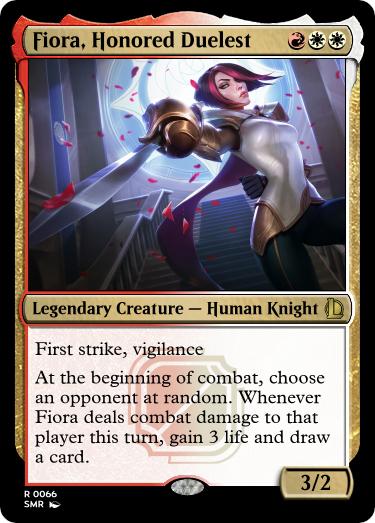 Fiora, Honored Duelest
Legendary Creature — Human Knight
First strike, vigilance
At the beginning of combat, choose
an opponent at random. Whenever
Fiora deals combat damage to that
player this turn, gain 3 life and draw
a card.
3/2
R 0066
SMR